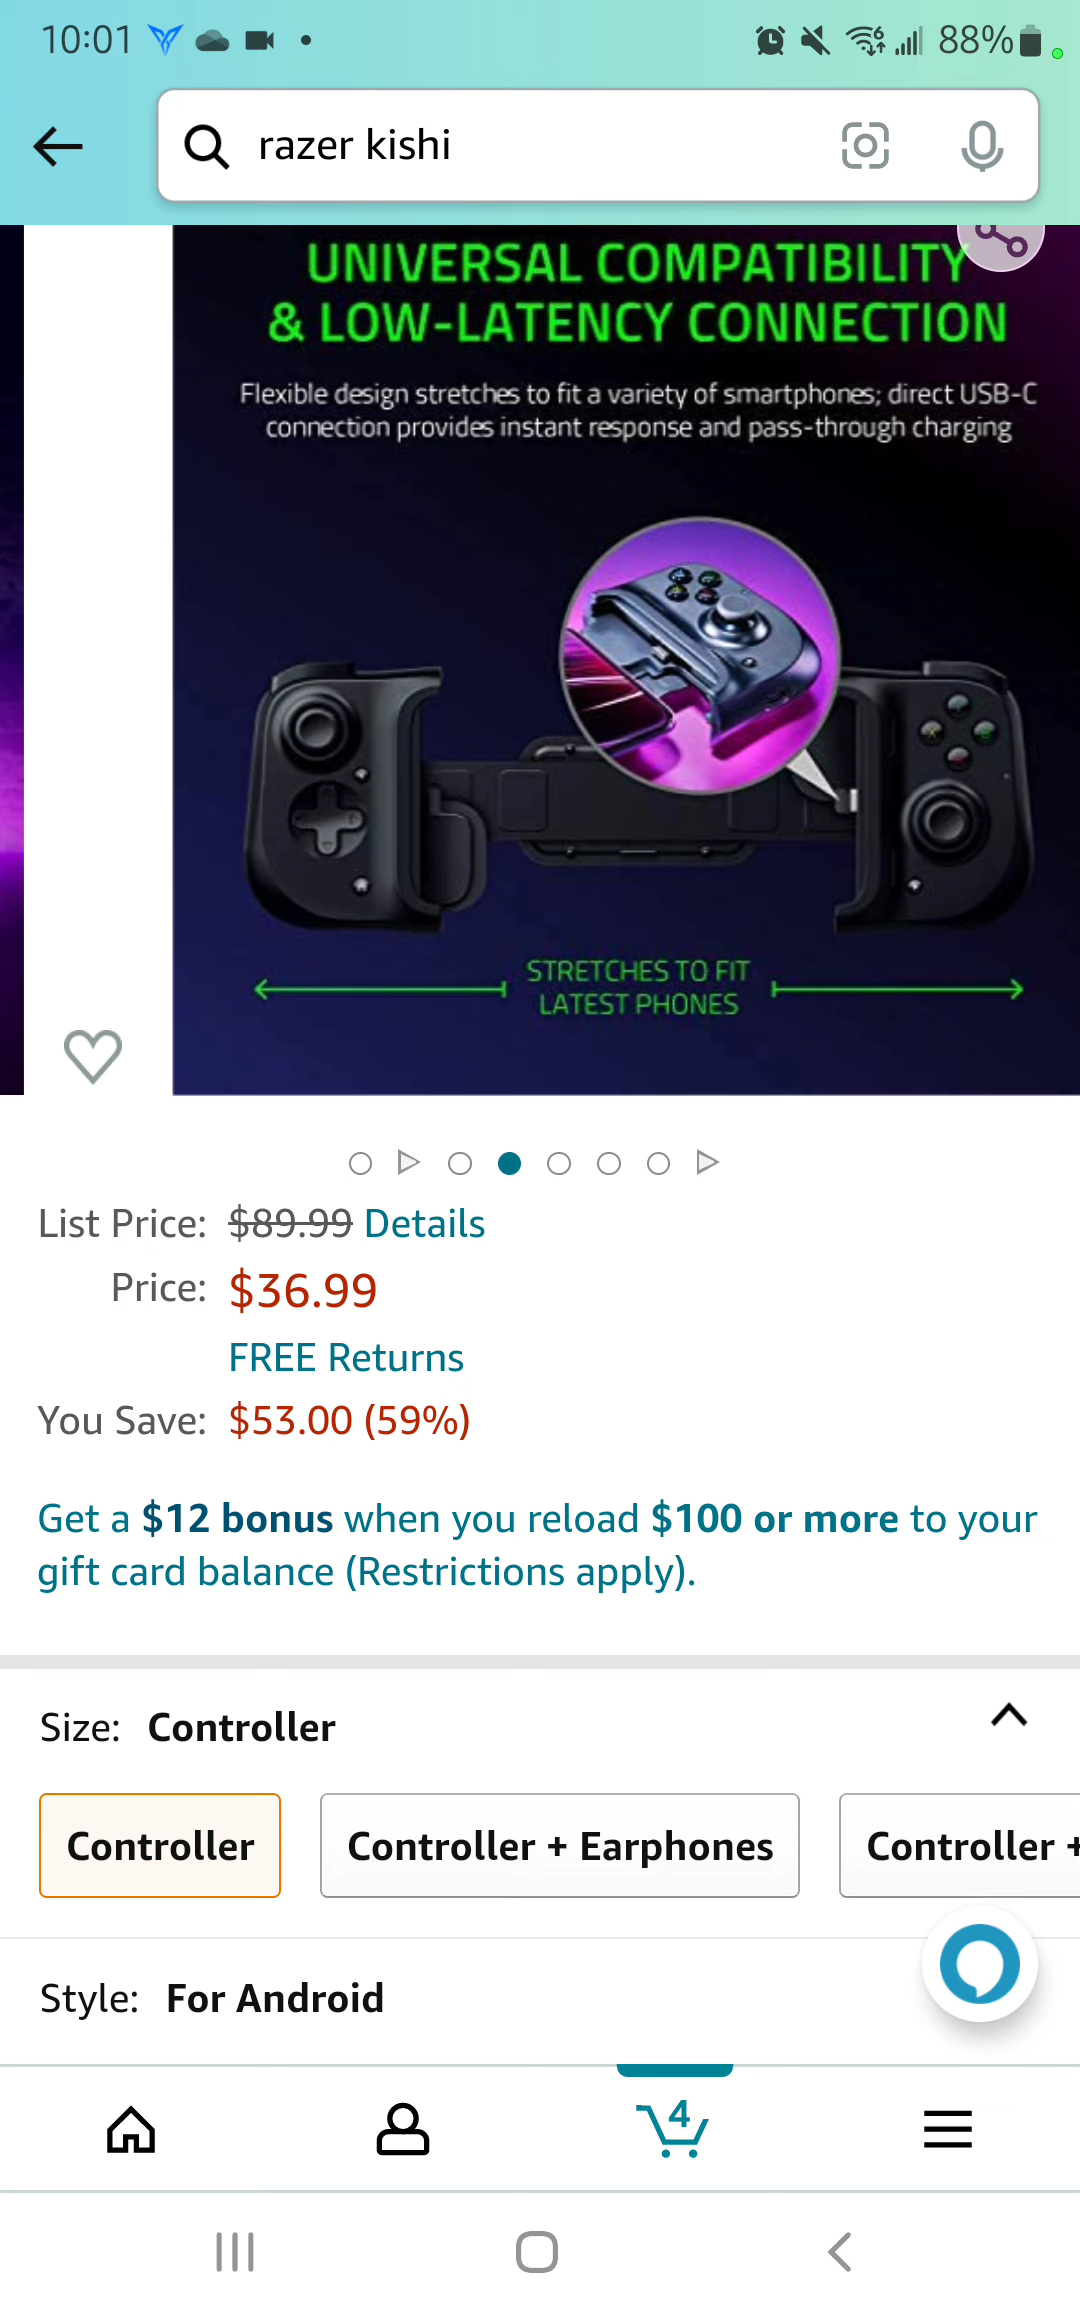 10:01
88%
razer kishi
UNIVERSAL COMPATIBILITY
& LOW-LATENCY CONNECTION
Flexible design stretches to fit a variety of smartphones; direct USB-C
connection provides instant response and pass-through charging
STRETCHES TO FIT
LATEST PHONES
List Price: $89.99 Details
Price: $36.99
FREE Returns
You Save: $53.00 (59%)
Get a $12 bonus when you reload $100 or more to your
gift card balance (Restrictions apply).
Size: Controller
Controller
Controller + Earphones
Controller +
Style: For Android
4